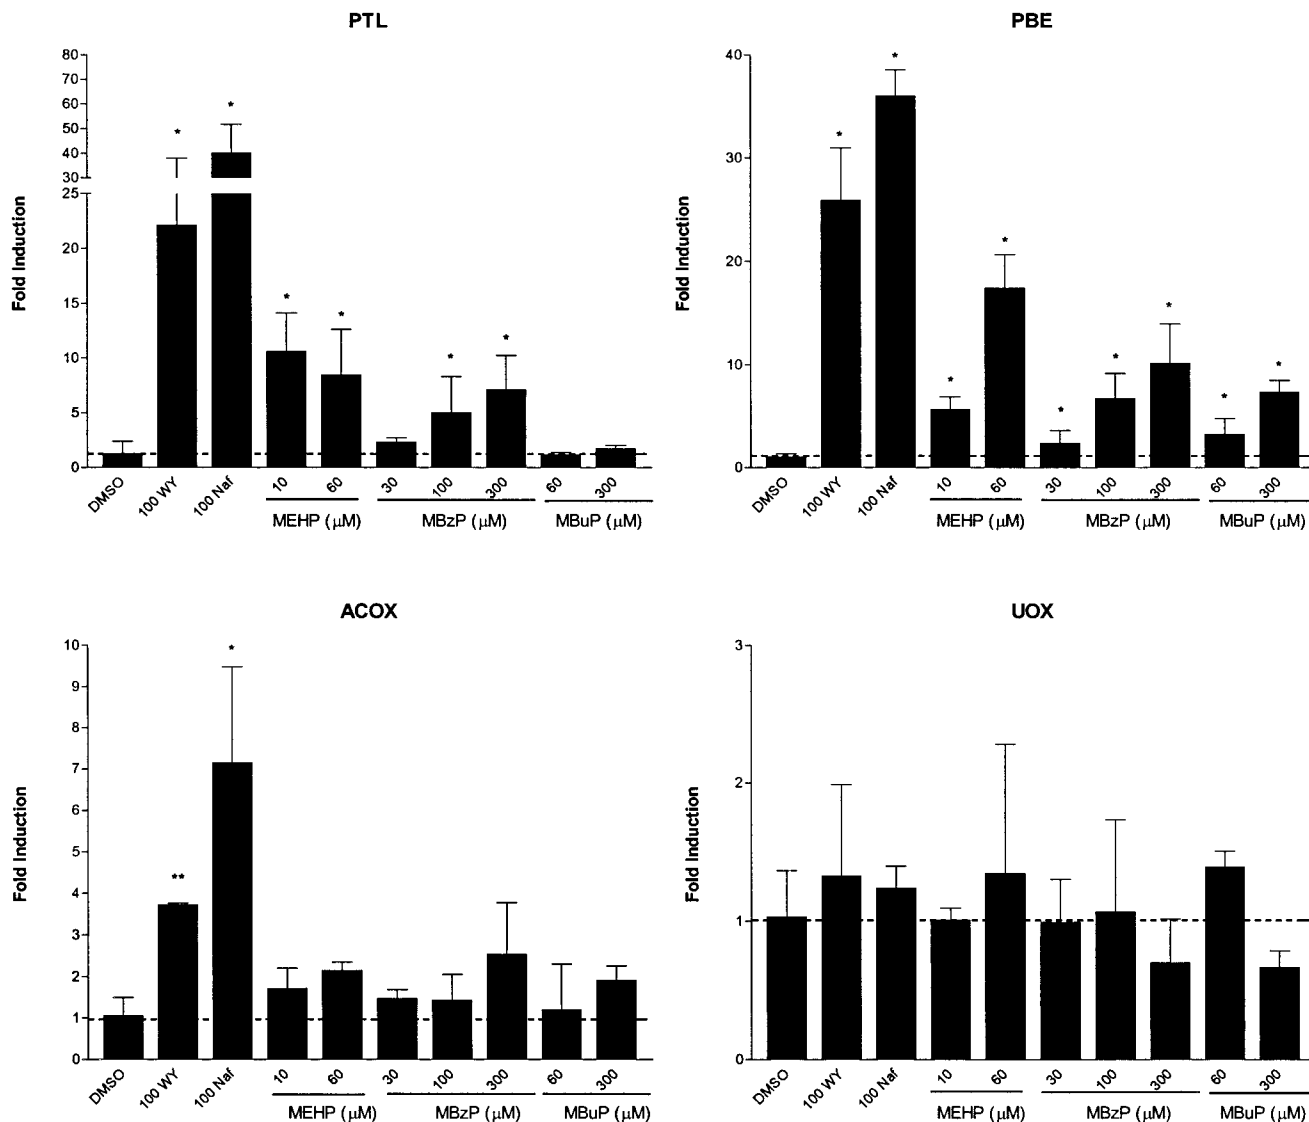 PTL
Fold Induction
80
70
60
50
40
30
25
20
15
10
5
0
* * * * * *
DMSO 100 WY 100 Naf 10 60 30 100 300 60 300
MEHP (μM) MBzP (μM) MBuP (μM)
PBE
Fold Induction
40
30
20
10
0
* * * * * * * * *
DMSO 100 WY 100 Naf 10 60 30 100 300 60 300
MEHP (μM) MBzP (μM) MBuP (μM)
ACOX
Fold Induction
10
9
8
7
6
5
4
3
2
1
0
** *
DMSO 100 WY 100 Naf 10 60 30 100 300 60 300
MEHP (μM) MBzP (μM) MBuP (μM)
UOX
Fold Induction
3
2
1
0
DMSO 100 WY 100 Naf 10 60 30 100 300 60 300
MEHP (μM) MBzP (μM) MBuP (μM)